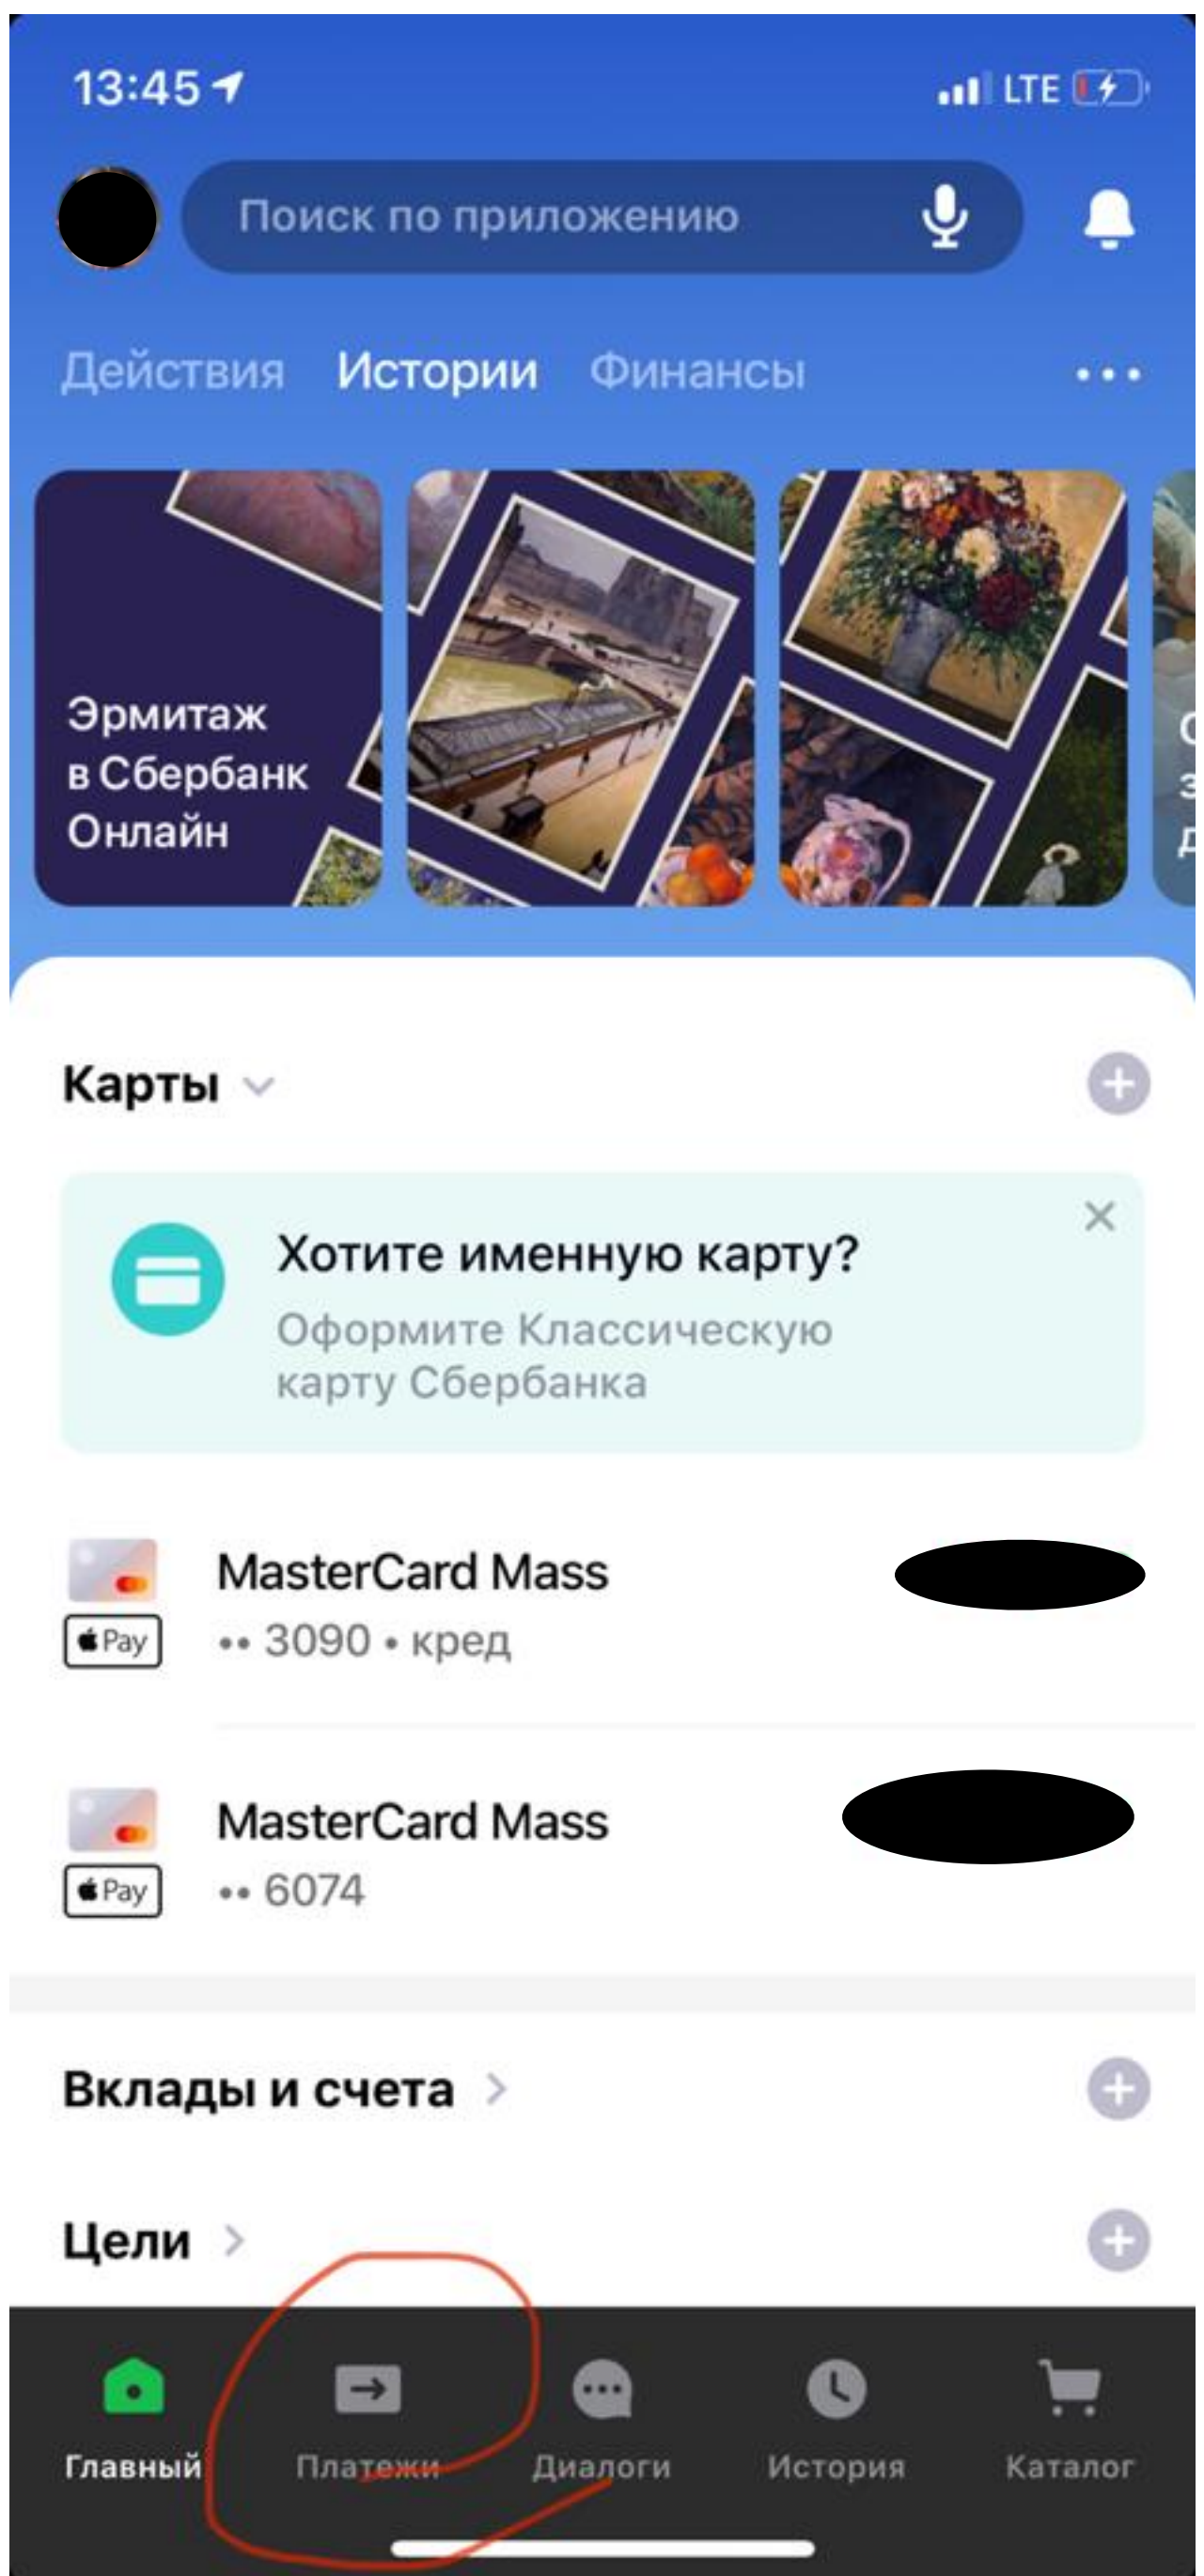 13:45 LTE
Поиск по приложению
Действия Истории Финансы
Эрмитаж
в Сбербанк
Онлайн
С
з
д
Карты
Хотите именную карту?
Оформите Классическую
карту Сбербанка
MasterCard Mass
Pay •• 3090 • кред
MasterCard Mass
Pay •• 6074
Вклады и счета
Цели
Главный Платежи Диалоги История Каталог